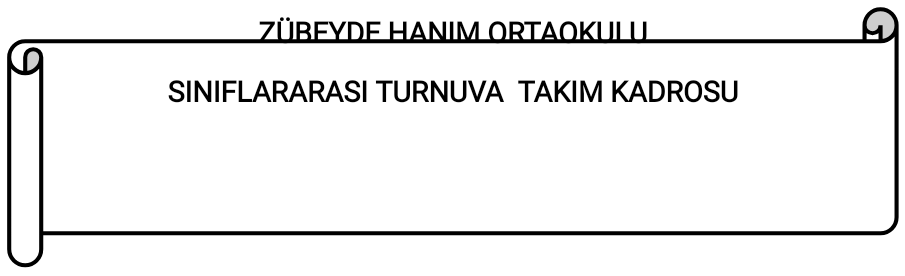 ZÜBEYDE HANIM ORTAOKULU
SINIFLARARASI TURNUVA TAKIM KADROSU